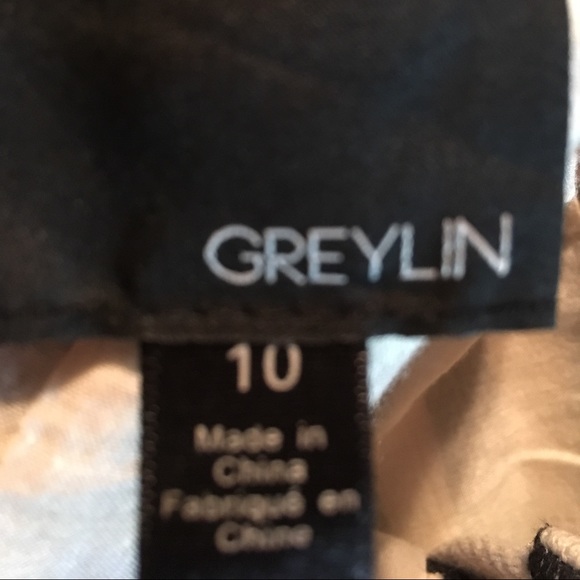 GREYLIN
10
Made in
China
Fabriqué en
Chine